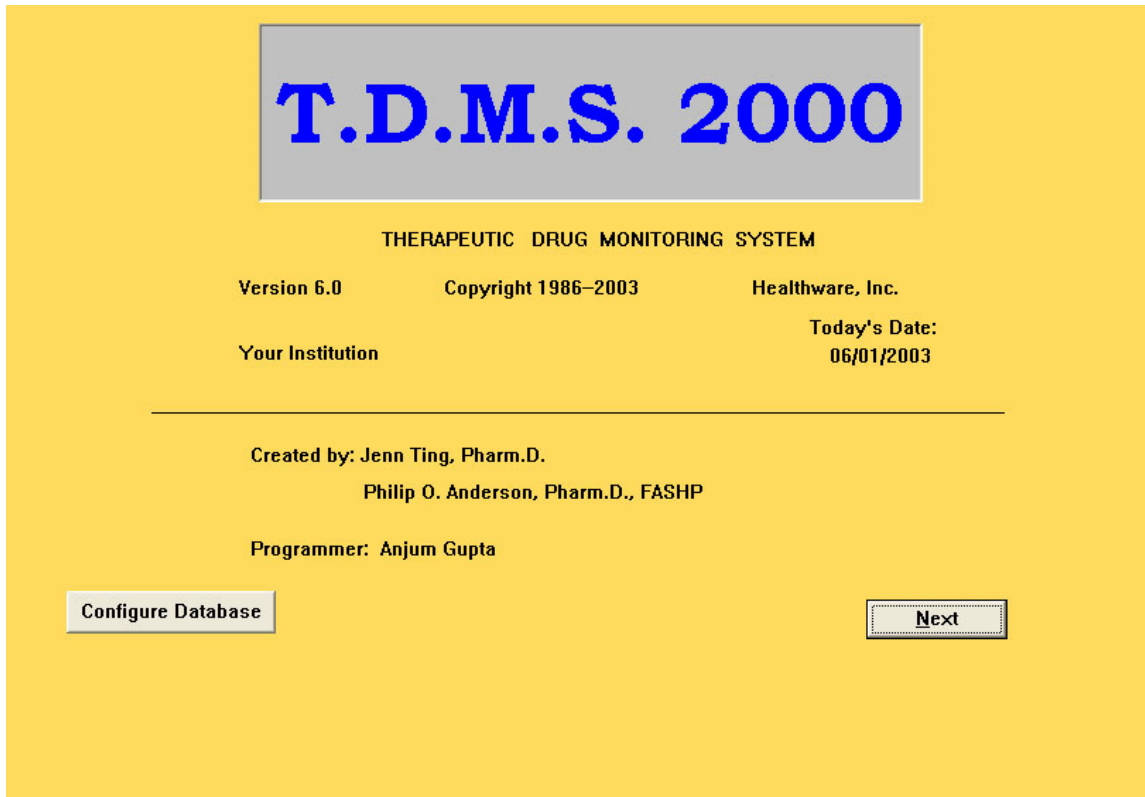 T.D.M.S. 2000
THERAPEUTIC DRUG MONITORING SYSTEM
Version 6.0 Copyright 1986–2003 Healthware, Inc.
Today's Date:
Your Institution 06/01/2003
Created by: Jenn Ting, Pharm.D.
Philip O. Anderson, Pharm.D., FASHP
Programmer: Anjum Gupta
Configure Database Next